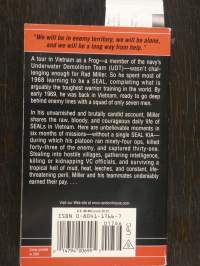 "We will be in enemy territory, we will be alone,
and we will be a long way from help."
A tour in Vietnam as a Frog—a member of the navy's
Underwater Demolition Team (UDT)—wasn't chal-
lenging enough for Rad Miller. So he spent most of
1968 learning to be a SEAL, completing what is
arguably the toughest warrior training in the world. By
early 1969, he was back in Vietnam, ready to go deep
behind enemy lines with a squad of only seven men.
In his unvarnished and brutally candid account, Miller
shares the raw, bloody, and courageous daily life of
SEALs in Vietnam. Here are unbelievable moments in
six months of missions—without a single SEAL KIA—
during which his platoon ran ninety-four ops, killed
forty-three of the enemy, and captured thirty-one.
Stealing into hostile villages, gathering intelligence,
killing or kidnapping VC officials, and surviving a
tropical hell of mud, heat, leeches, and constant, life-
threatening peril, Miller and his teammates undeniably
earned their pay. . . .
ISBN 0-8041-1766-7
UPC